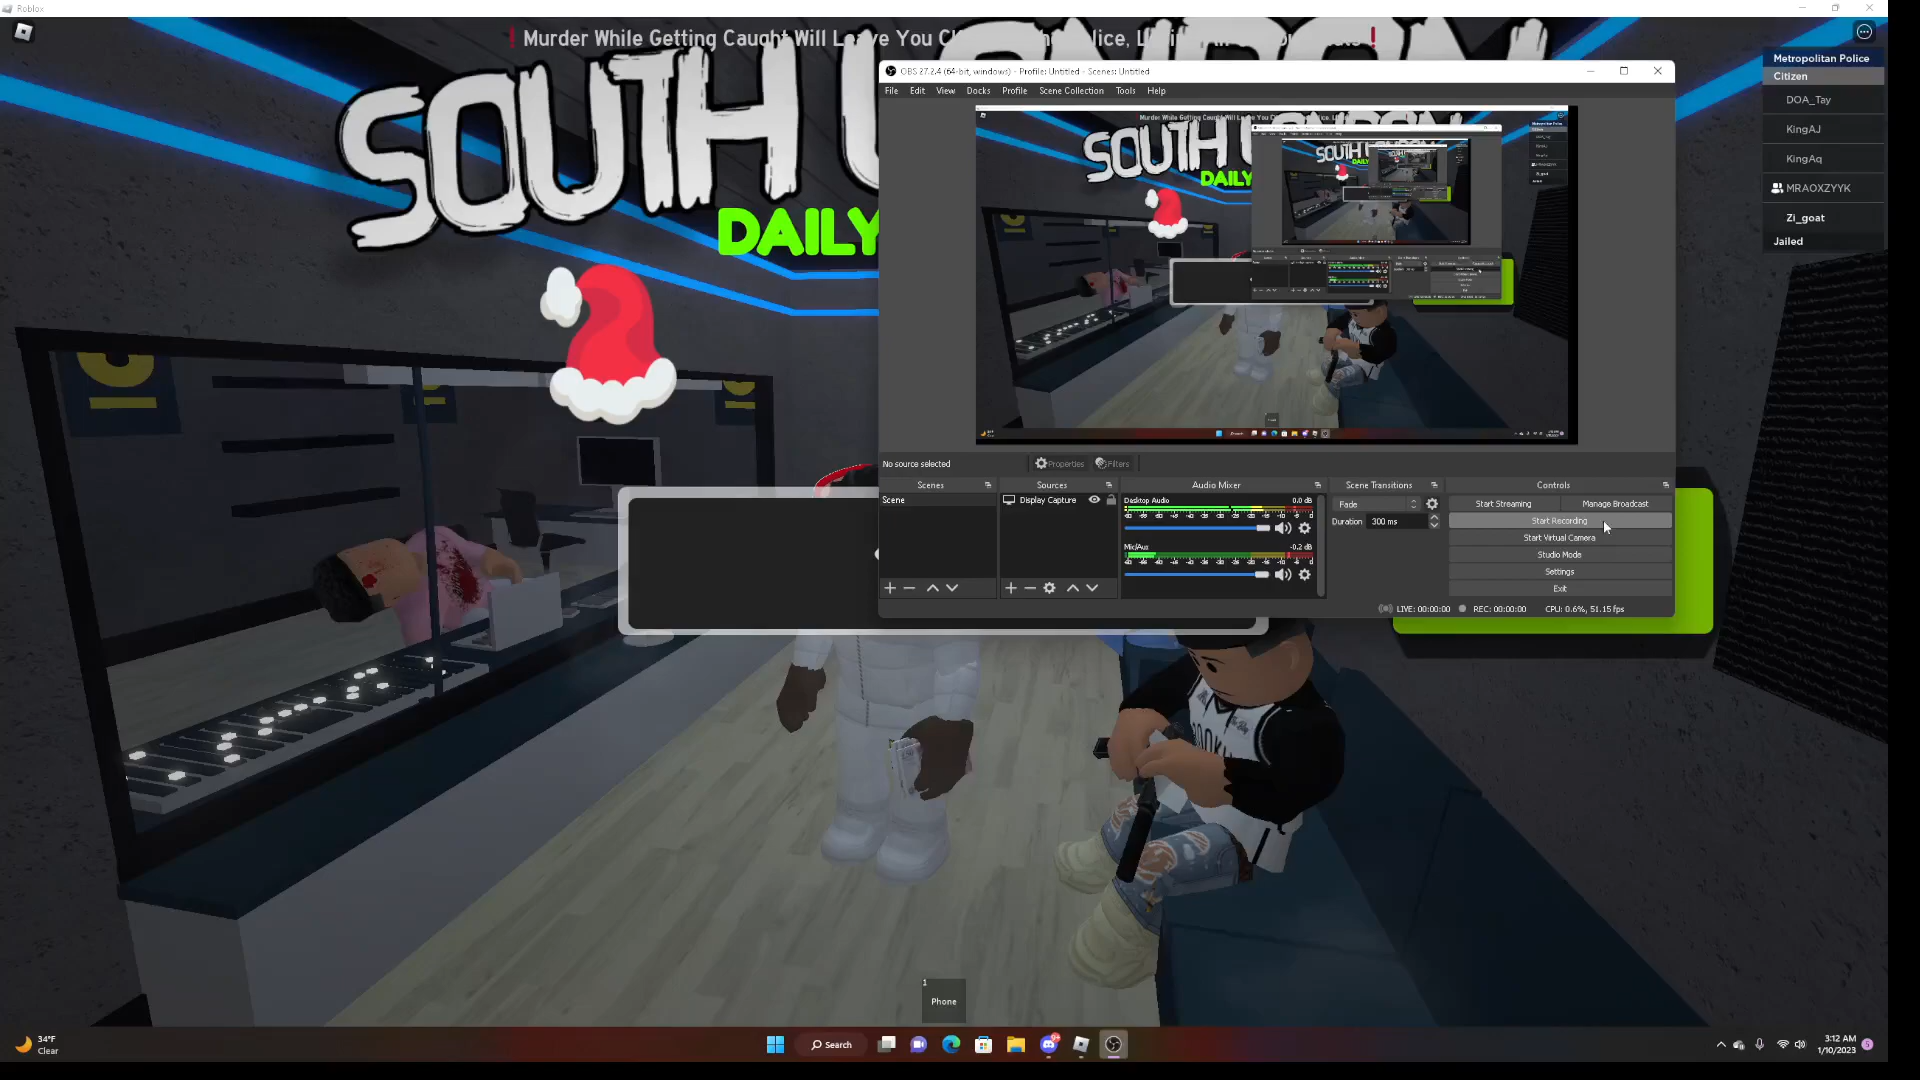 Roblox
Murder While Getting Caught Will Leave You
SOUTH
DAILY
Metropolitan Police
Citizen
DOA_Tay
KingAJ
KingAq
MRAOXZYYK
Zi_goat
Jailed
OBS 27.2.4 (64-bit, windows) - Profile: Untitled - Scenes: Untitled
File Edit View Docks Profile Scene Collection Tools Help
SOUTH
DAILY
No source selected
Properties
Filters
Scenes
Sources
Audio Mixer
Scene Transitions
Controls
Scene
Display Capture
Desktop Audio
0.0 dB
Mic/Aux
-0.2 dB
Fade
Duration 300 ms
Start Streaming
Manage Broadcast
Start Recording
Start Virtual Camera
Studio Mode
Settings
Exit
LIVE: 00:00:00
REC: 00:00:00
CPU: 0.6%, 51.15 fps
1
Phone
34°F
Clear
Search
3:12 AM
1/10/2023
5